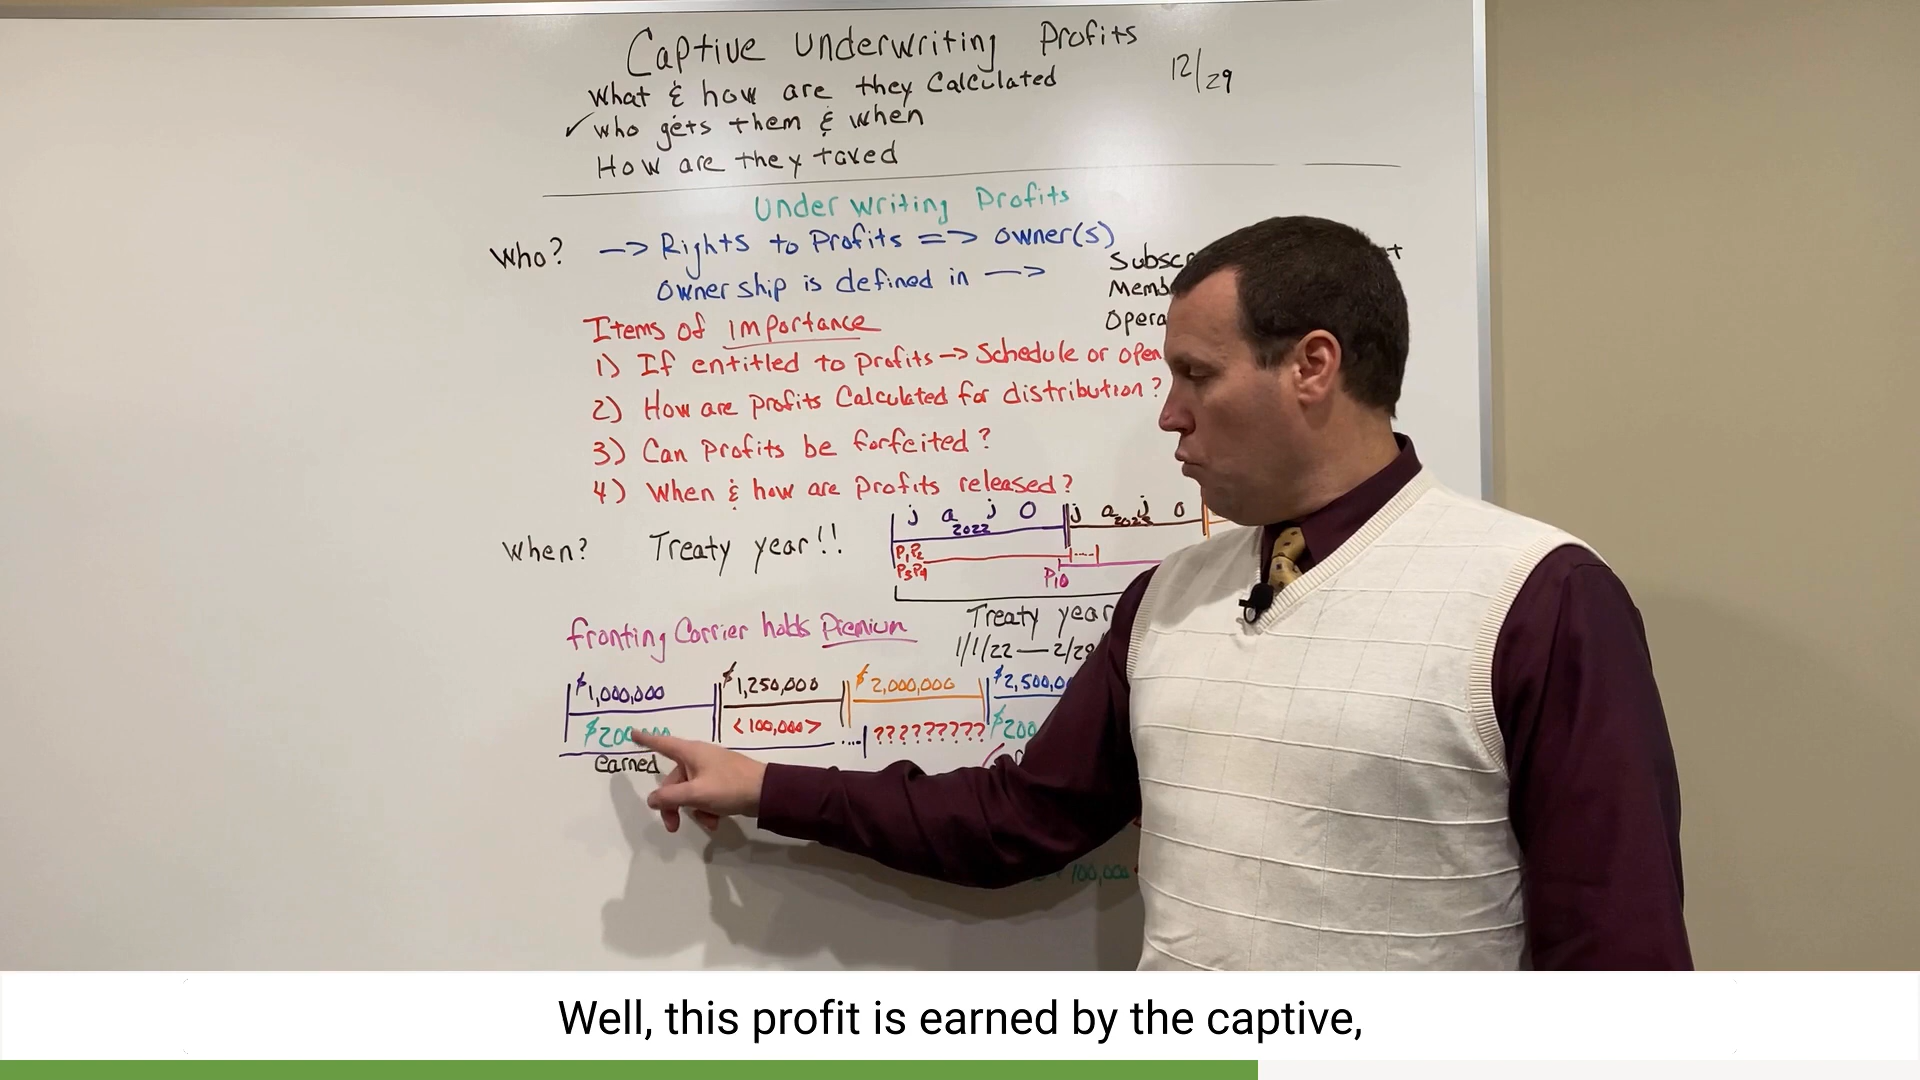 Captive Underwriting Profits
12/29
What & how are they Calculated
✓ who gets them & when
How are they taxed
Underwriting Profits
Who? --> Rights to Profits => owner(s)
ownership is defined in -->
Items of importance
1) If entitled to profits -> Schedule or open
2) How are profits Calculated for distribution?
3) Can Profits be forfeited?
4) When & how are Profits released?
j a j o j a j o
2022
When? Treaty year!!
P1 P2
P3 P4
P10
Treaty year
1/1/22 — 2/29
Fronting Carrier holds Premium
$1,000,000 $1,250,000 $2,000,000
<100,000> ?????????
earned
100,000
Well, this profit is earned by the captive,